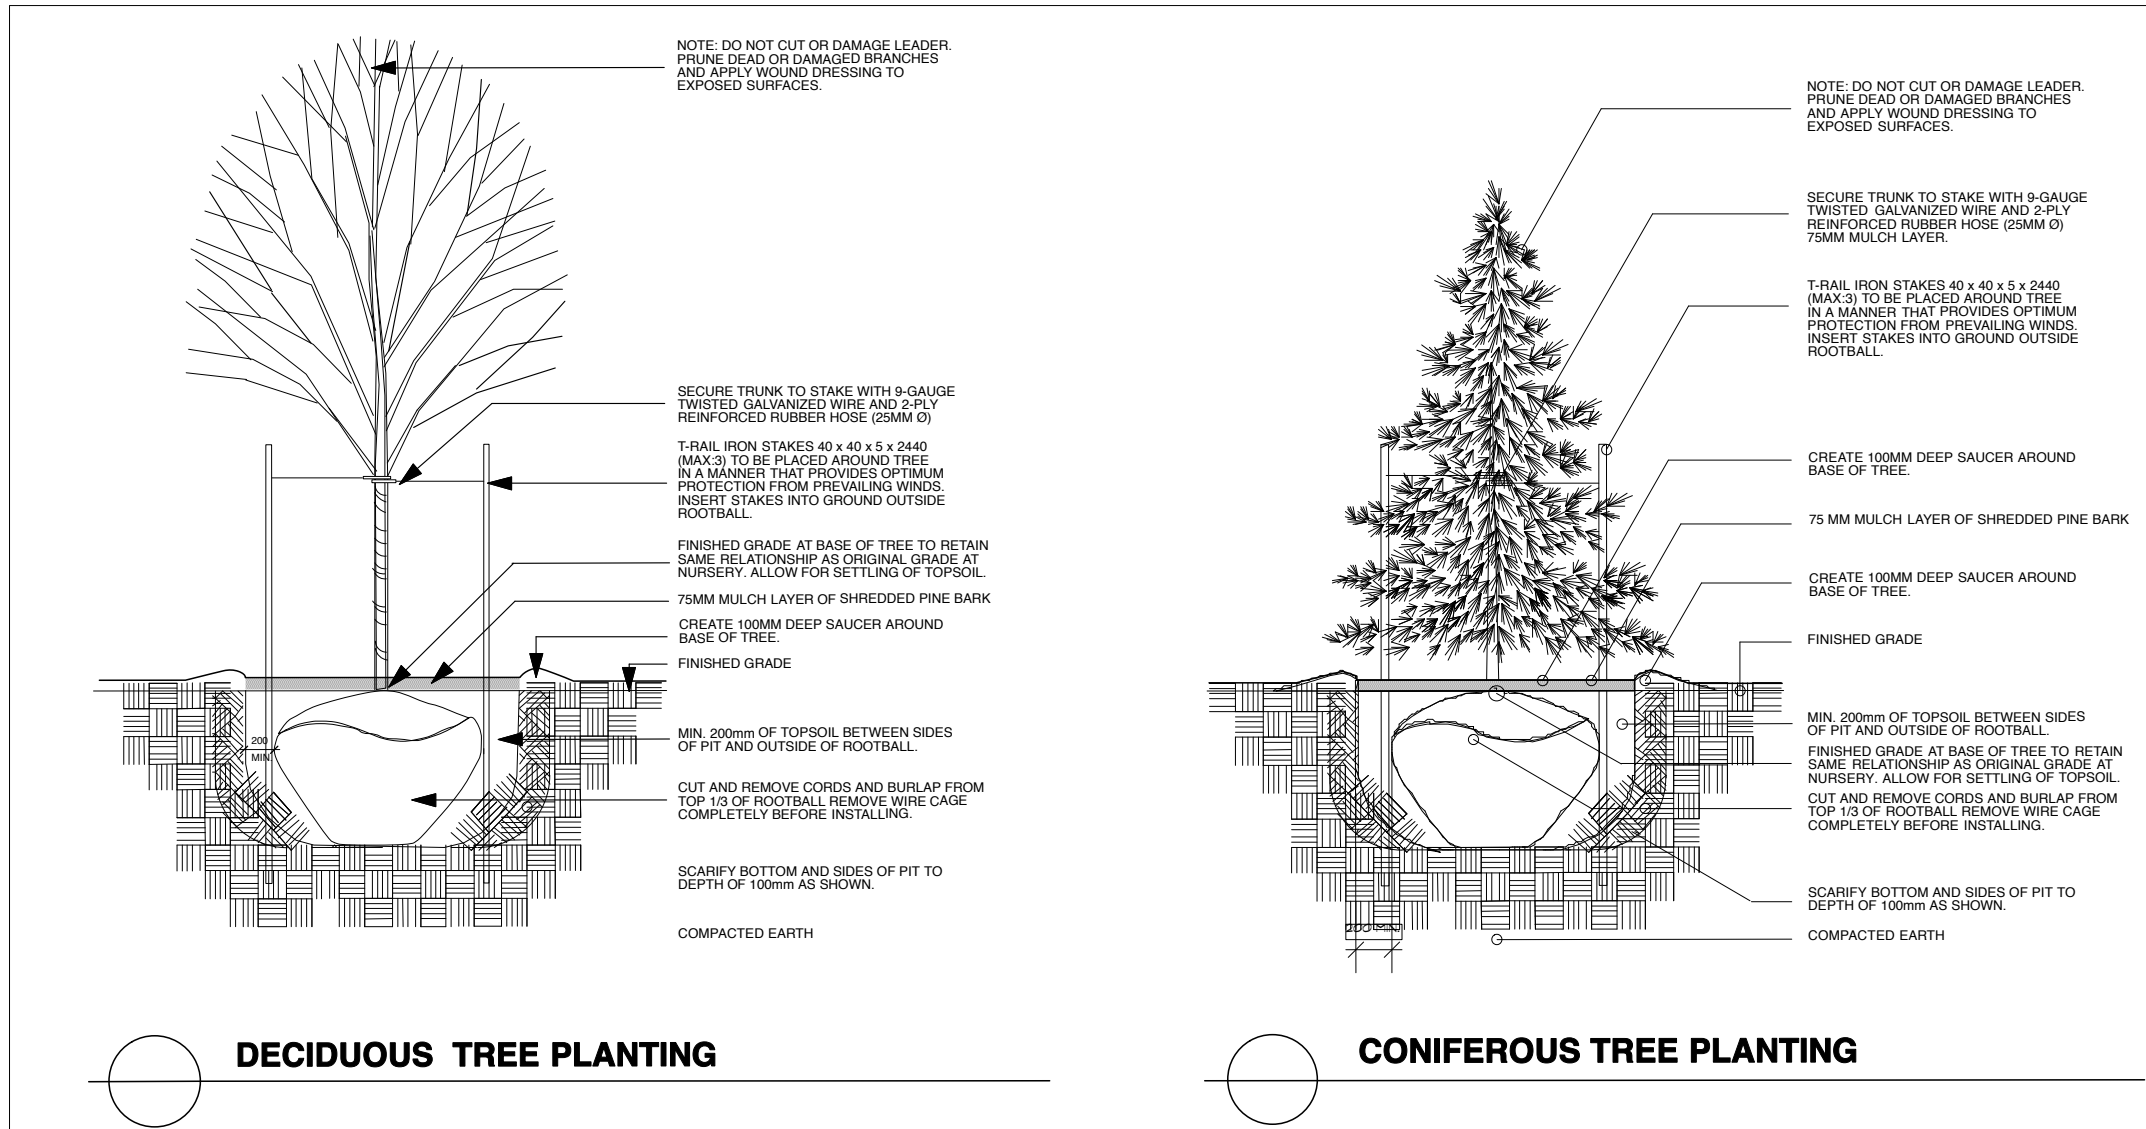 NOTE: DO NOT CUT OR DAMAGE LEADER.
PRUNE DEAD OR DAMAGED BRANCHES
AND APPLY WOUND DRESSING TO
EXPOSED SURFACES.
SECURE TRUNK TO STAKE WITH 9-GAUGE
TWISTED GALVANIZED WIRE AND 2-PLY
REINFORCED RUBBER HOSE (25MM Ø)
T-RAIL IRON STAKES 40 x 40 x 5 x 2440
(MAX:3) TO BE PLACED AROUND TREE
IN A MANNER THAT PROVIDES OPTIMUM
PROTECTION FROM PREVAILING WINDS.
INSERT STAKES INTO GROUND OUTSIDE
ROOTBALL.
FINISHED GRADE AT BASE OF TREE TO RETAIN
SAME RELATIONSHIP AS ORIGINAL GRADE AT
NURSERY. ALLOW FOR SETTLING OF TOPSOIL.
75MM MULCH LAYER OF SHREDDED PINE BARK
CREATE 100MM DEEP SAUCER AROUND
BASE OF TREE.
FINISHED GRADE
200
MIN.
MIN. 200mm OF TOPSOIL BETWEEN SIDES
OF PIT AND OUTSIDE OF ROOTBALL.
CUT AND REMOVE CORDS AND BURLAP FROM
TOP 1/3 OF ROOTBALL REMOVE WIRE CAGE
COMPLETELY BEFORE INSTALLING.
SCARIFY BOTTOM AND SIDES OF PIT TO
DEPTH OF 100mm AS SHOWN.
COMPACTED EARTH
DECIDUOUS TREE PLANTING
NOTE: DO NOT CUT OR DAMAGE LEADER.
PRUNE DEAD OR DAMAGED BRANCHES
AND APPLY WOUND DRESSING TO
EXPOSED SURFACES.
SECURE TRUNK TO STAKE WITH 9-GAUGE
TWISTED GALVANIZED WIRE AND 2-PLY
REINFORCED RUBBER HOSE (25MM Ø)
75MM MULCH LAYER.
T-RAIL IRON STAKES 40 x 40 x 5 x 2440
(MAX:3) TO BE PLACED AROUND TREE
IN A MANNER THAT PROVIDES OPTIMUM
PROTECTION FROM PREVAILING WINDS.
INSERT STAKES INTO GROUND OUTSIDE
ROOTBALL.
CREATE 100MM DEEP SAUCER AROUND
BASE OF TREE.
75 MM MULCH LAYER OF SHREDDED PINE BARK
CREATE 100MM DEEP SAUCER AROUND
BASE OF TREE.
FINISHED GRADE
MIN. 200mm OF TOPSOIL BETWEEN SIDES
OF PIT AND OUTSIDE OF ROOTBALL.
FINISHED GRADE AT BASE OF TREE TO RETAIN
SAME RELATIONSHIP AS ORIGINAL GRADE AT
NURSERY. ALLOW FOR SETTLING OF TOPSOIL.
CUT AND REMOVE CORDS AND BURLAP FROM
TOP 1/3 OF ROOTBALL REMOVE WIRE CAGE
COMPLETELY BEFORE INSTALLING.
SCARIFY BOTTOM AND SIDES OF PIT TO
DEPTH OF 100mm AS SHOWN.
COMPACTED EARTH
CONIFEROUS TREE PLANTING